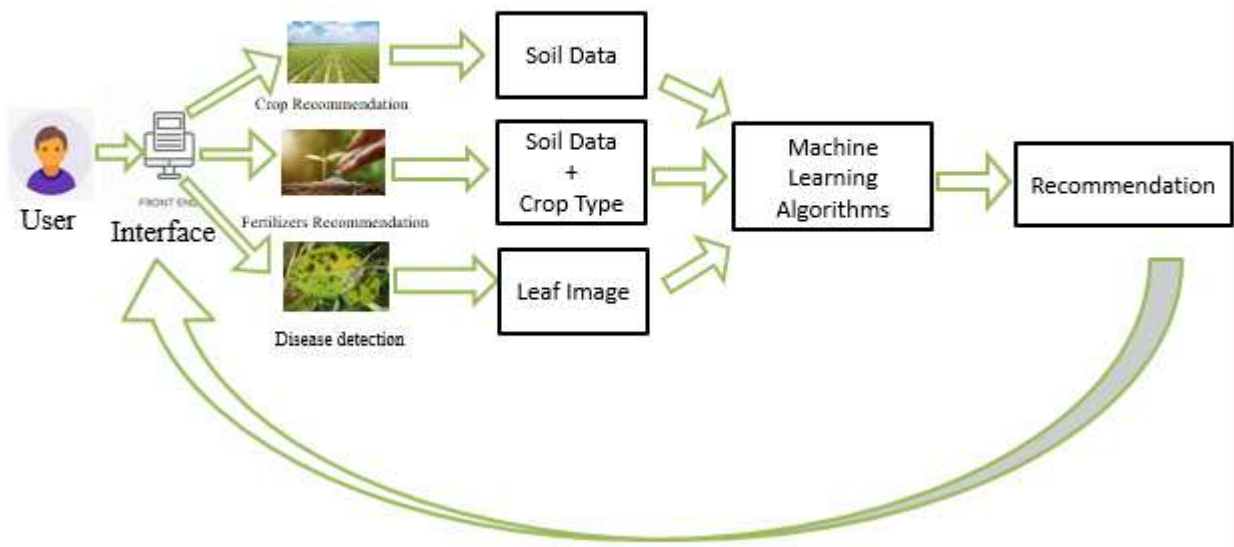 User
FRONT END
Interface
Crop Recommendation
Fertilizers Recommendation
Disease detection
Soil Data
Soil Data
+
Crop Type
Leaf Image
Machine
Learning
Algorithms
Recommendation